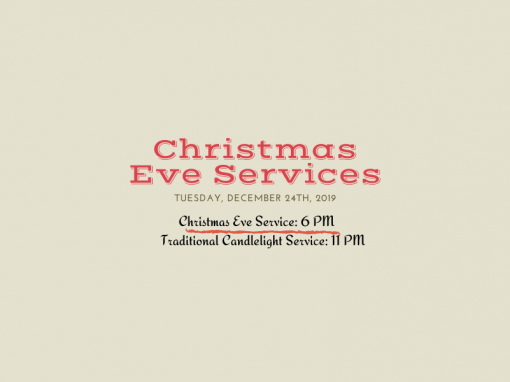 Christmas
Eve Services
TUESDAY, DECEMBER 24TH, 2019
Christmas Eve Service: 6 PM
Traditional Candlelight Service: 11 PM